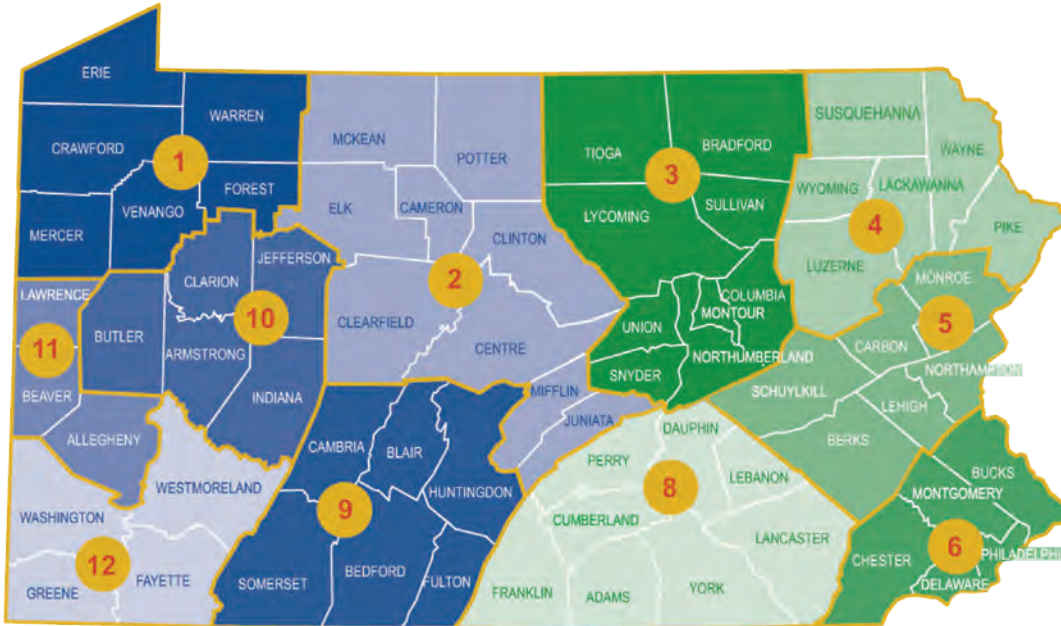 ERIE
WARREN
CRAWFORD
1
FOREST
VENANGO
MERCER
MCKEAN
POTTER
ELK
CAMERON
CLINTON
2
CLEARFIELD
CENTRE
MIFFLIN
JUNIATA
TIOGA
BRADFORD
3
LYCOMING
SULLIVAN
COLUMBIA
MONTOUR
UNION
NORTHUMBERLAND
SNYDER
SUSQUEHANNA
WAYNE
WYOMING
LACKAWANNA
4
PIKE
LUZERNE
MONROE
5
CARBON
NORTHAMPTON
SCHUYLKILL
LEHIGH
BERKS
BUCKS
MONTGOMERY
6
CHESTER
PHILADELPHI
DELAWARE
DAUPHIN
PERRY
LEBANON
8
CUMBERLAND
LANCASTER
FRANKLIN
ADAMS
YORK
CAMBRIA
BLAIR
HUNTINGDON
9
SOMERSET
BEDFORD
FULTON
JEFFERSON
CLARION
10
BUTLER
ARMSTRONG
INDIANA
LAWRENCE
11
BEAVER
ALLEGHENY
WESTMORELAND
WASHINGTON
12
GREENE
FAYETTE